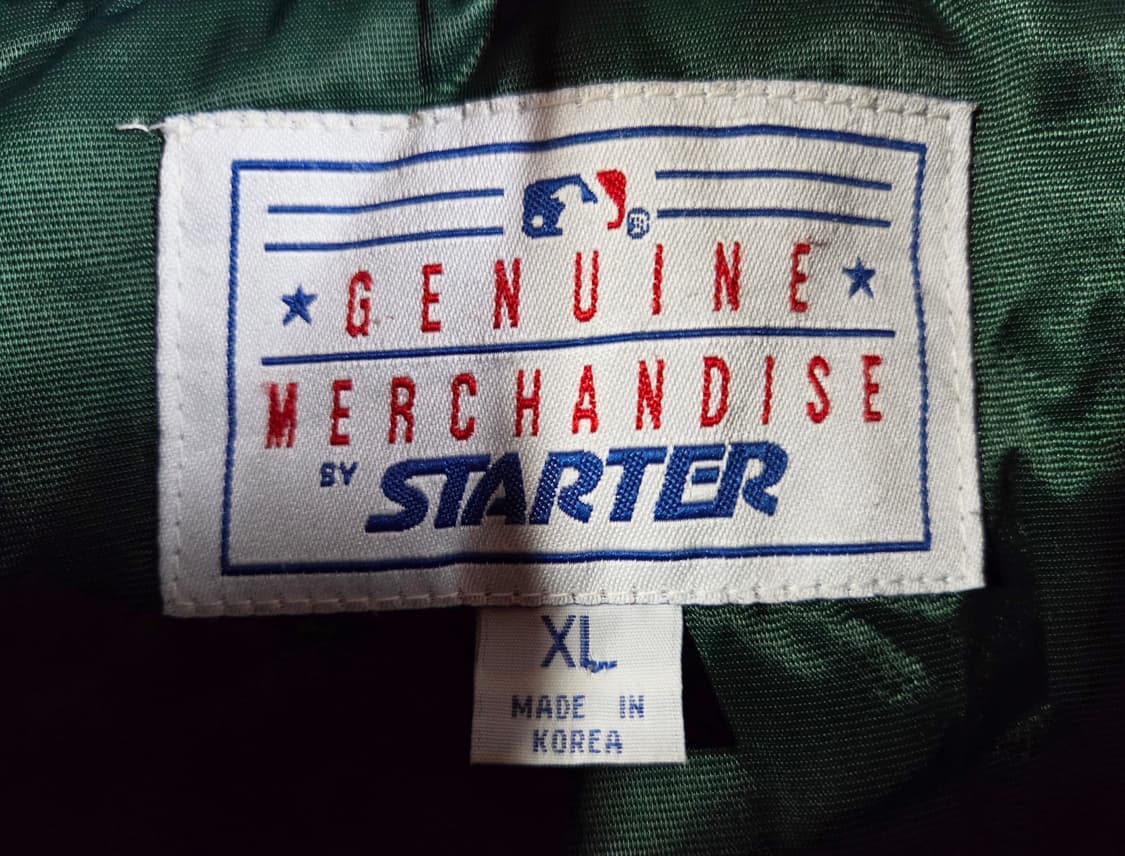 GENUINE
MERCHANDISE
BY STARTER
XL
MADE IN
KOREA